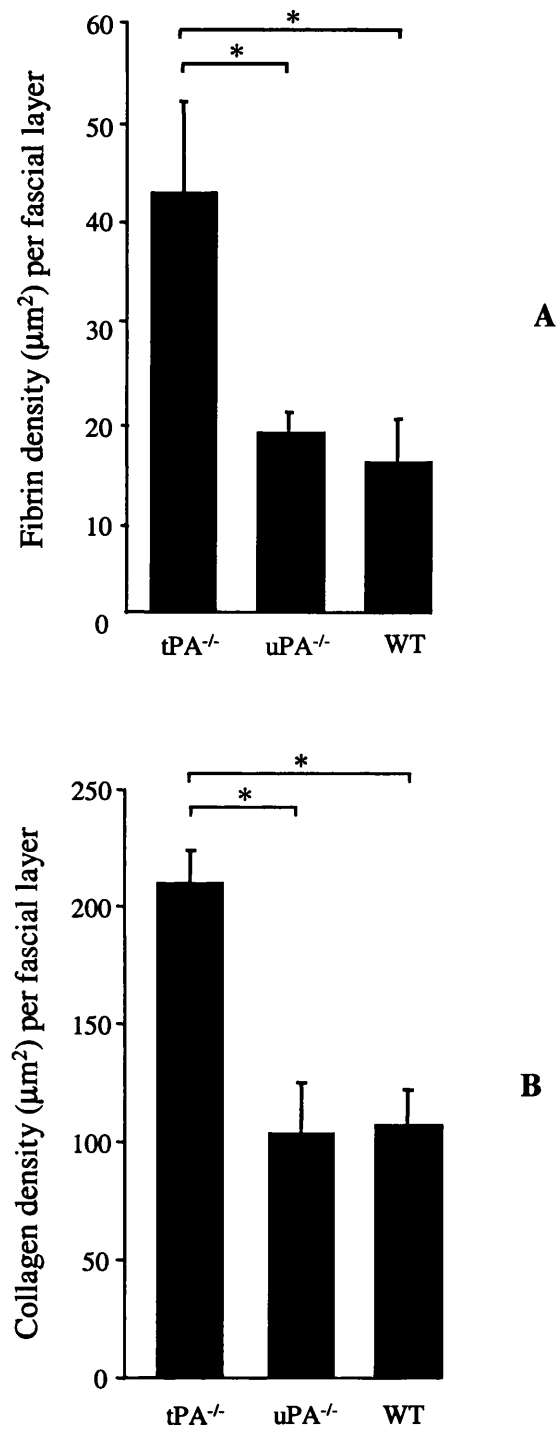 Fibrin density (μm²) per fascial layer
60
50
40
30
20
10
0
*
*
tPA⁻/⁻ uPA⁻/⁻ WT
A
Collagen density (μm²) per fascial layer
250
200
150
100
50
0
*
*
tPA⁻/⁻ uPA⁻/⁻ WT
B